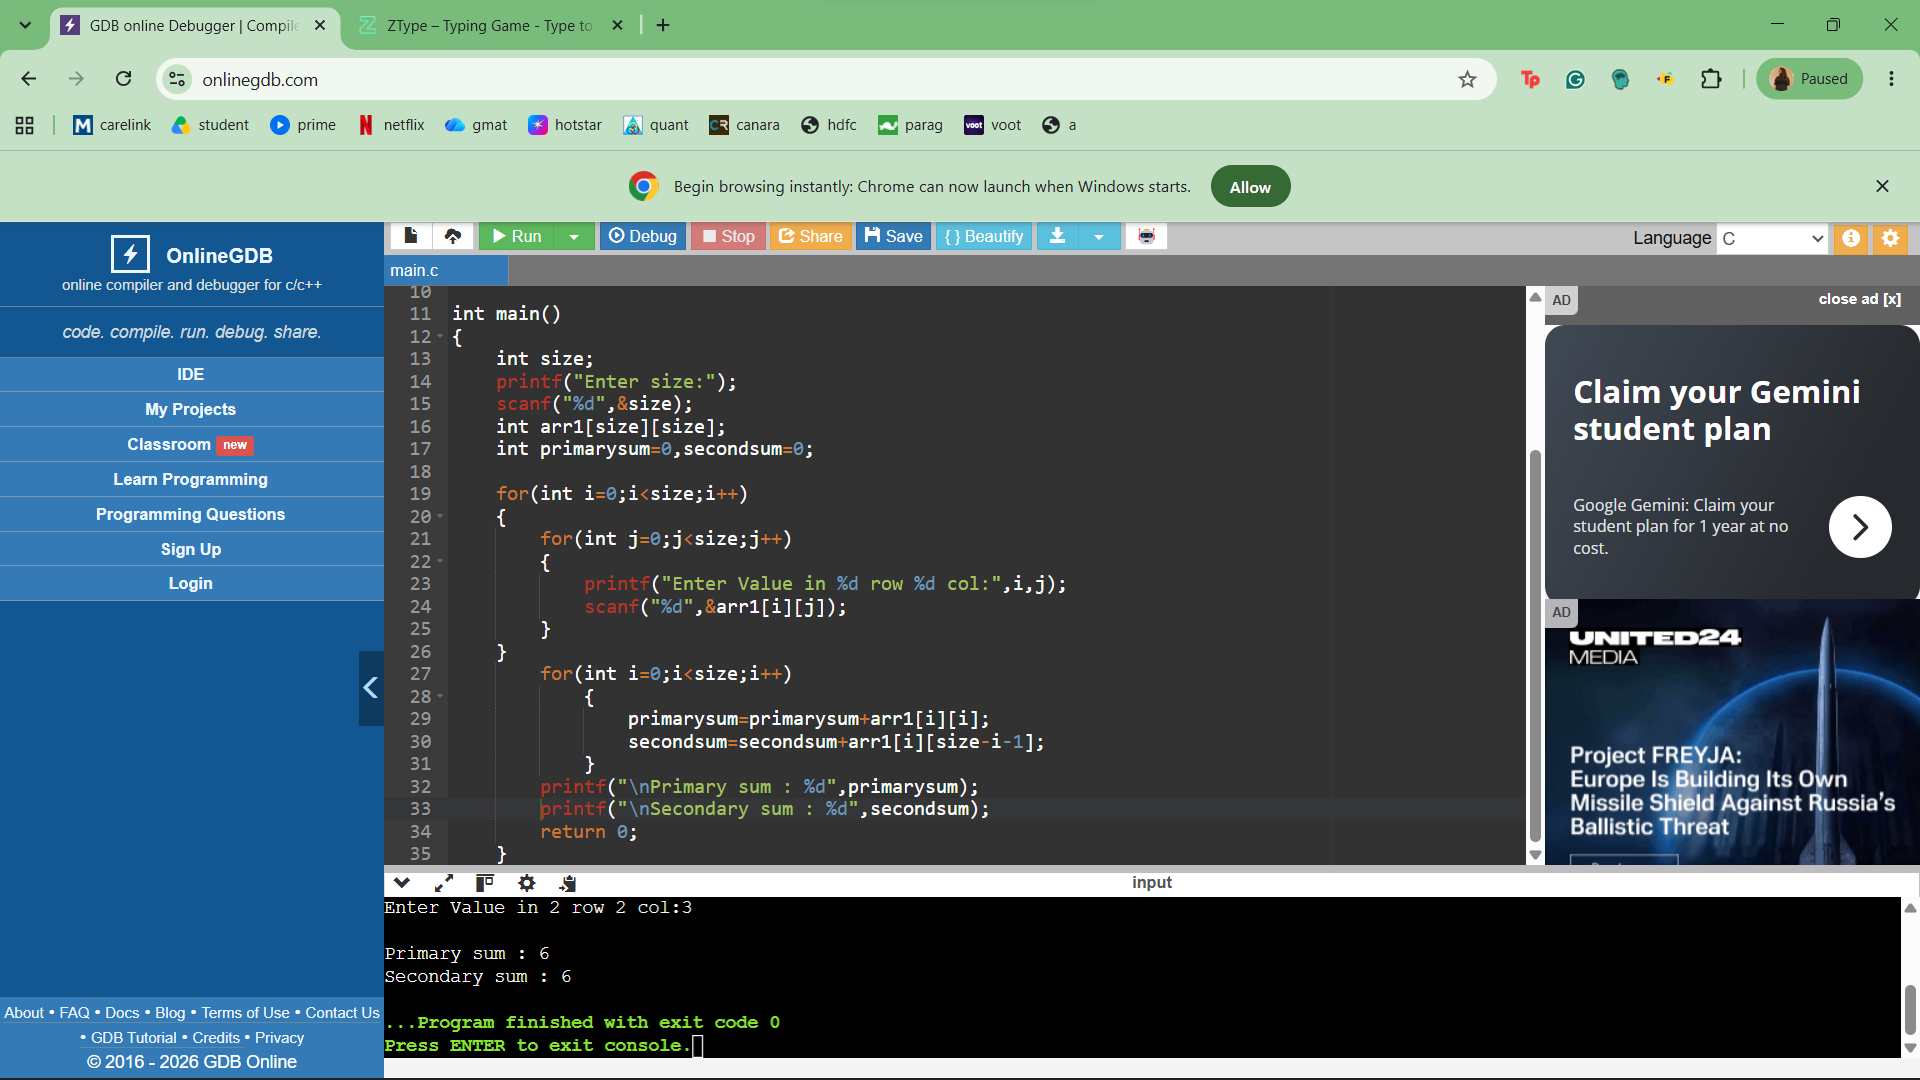 GDB online Debugger | Compile
ZType – Typing Game - Type to
onlinegdb.com
Paused
carelink
student
prime
netflix
gmat
hotstar
quant
canara
hdfc
parag
voot
a
Begin browsing instantly: Chrome can now launch when Windows starts.
Allow
OnlineGDB
online compiler and debugger for c/c++
code. compile. run. debug. share.
IDE
My Projects
Classroom new
Learn Programming
Programming Questions
Sign Up
Login
About • FAQ • Docs • Blog • Terms of Use • Contact Us
• GDB Tutorial • Credits • Privacy
© 2016 - 2026 GDB Online
Run
Debug
Stop
Share
Save
{ } Beautify
Language C
main.c
10
11 int main()
12 {
13 int size;
14 printf("Enter size:");
15 scanf("%d",&size);
16 int arr1[size][size];
17 int primarysum=0,secondsum=0;
18
19 for(int i=0;i<size;i++)
20 {
21 for(int j=0;j<size;j++)
22 {
23 printf("Enter Value in %d row %d col:",i,j);
24 scanf("%d",&arr1[i][j]);
25 }
26 }
27 for(int i=0;i<size;i++)
28 {
29 primarysum=primarysum+arr1[i][i];
30 secondsum=secondsum+arr1[i][size-i-1];
31 }
32 printf("\nPrimary sum : %d",primarysum);
33 printf("\nSecondary sum : %d",secondsum);
34 return 0;
35 }
input
Enter Value in 2 row 2 col:3
Primary sum : 6
Secondary sum : 6
...Program finished with exit code 0
Press ENTER to exit console.
AD
close ad [x]
Claim your Gemini
student plan
Google Gemini: Claim your
student plan for 1 year at no
cost.
AD
UNITED24
MEDIA
Project FREYJA:
Europe Is Building Its Own
Missile Shield Against Russia's
Ballistic Threat